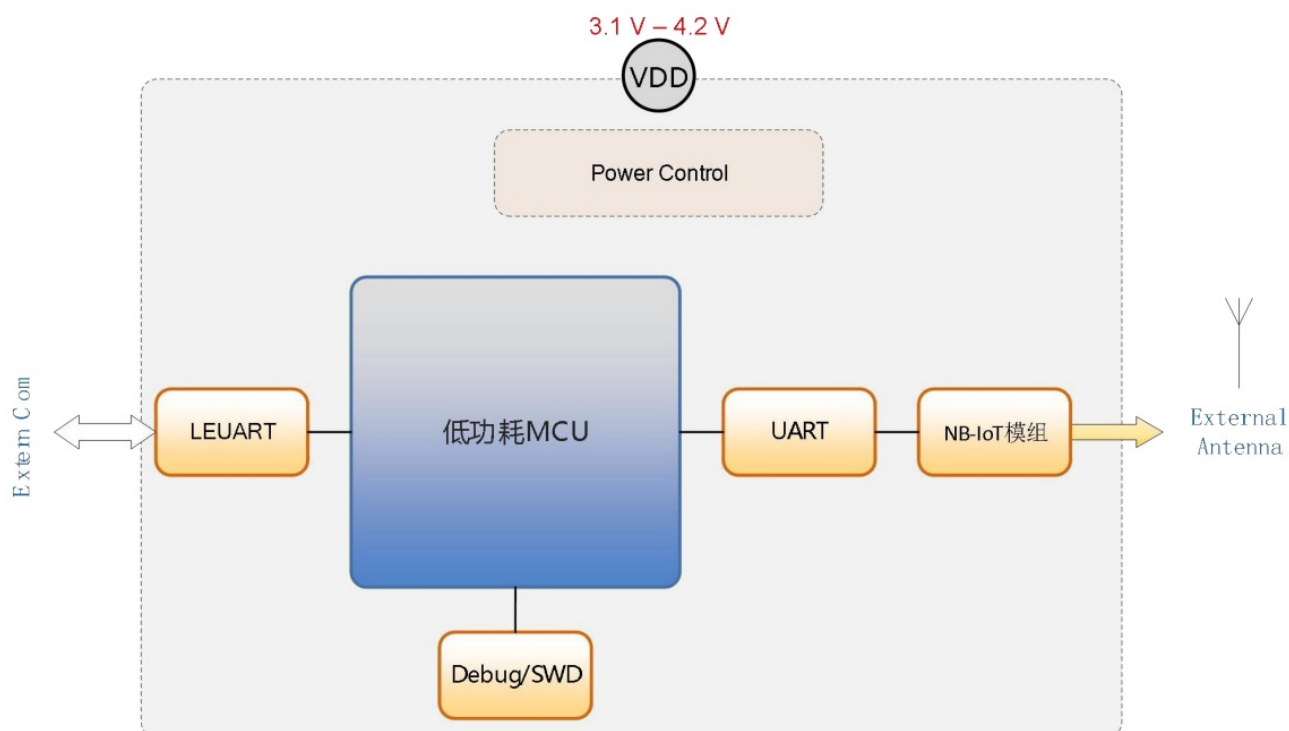 3.1 V – 4.2 V
VDD
Power Control
Extern Com
LEUART
低功耗MCU
UART
NB-IoT模组
External
Antenna
Debug/SWD